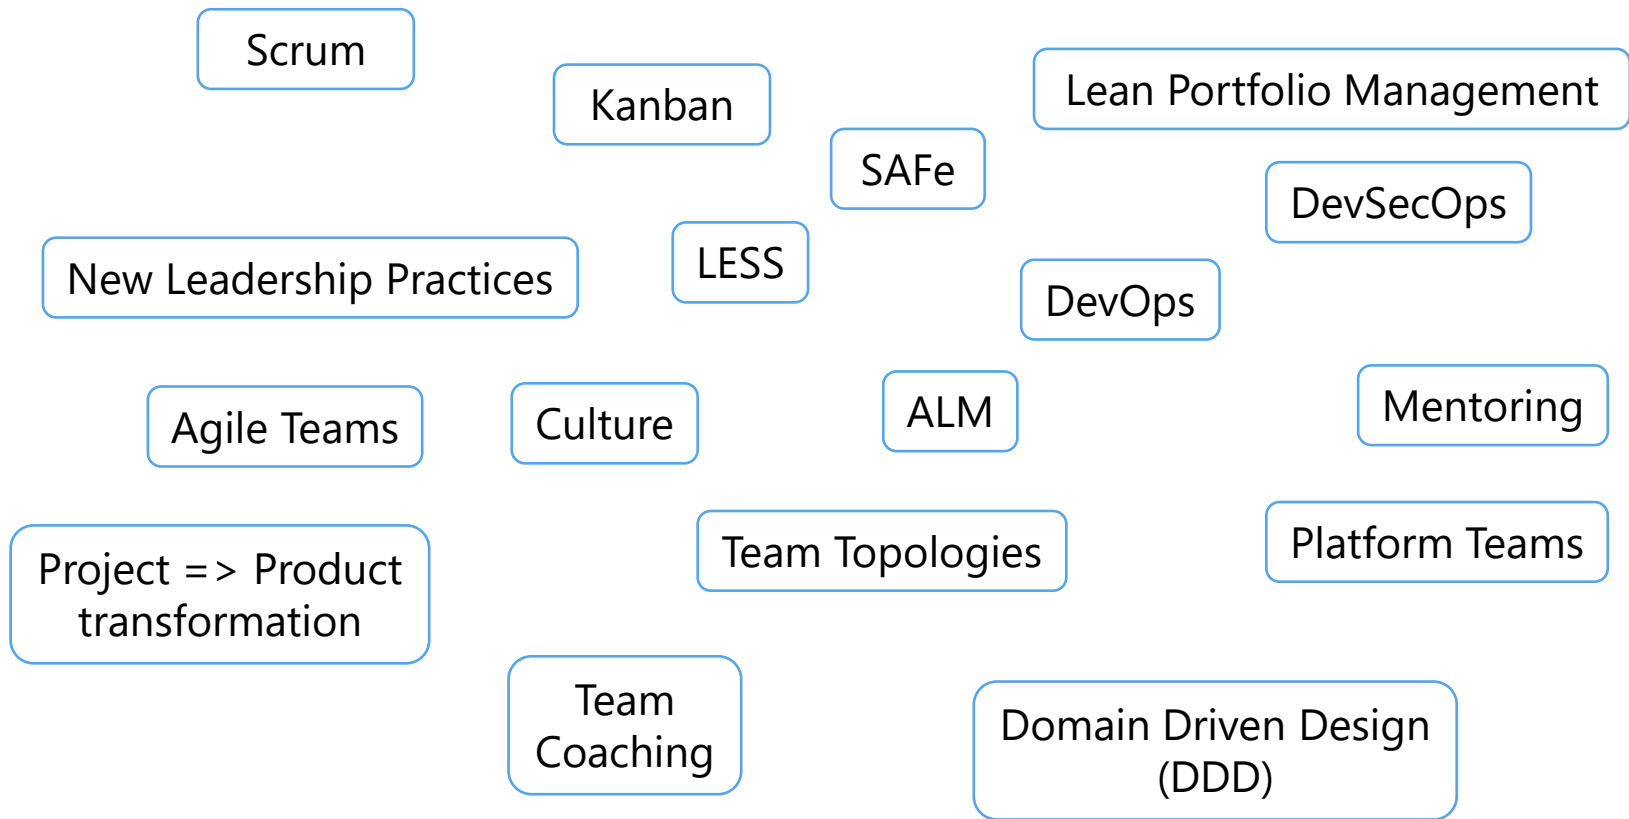 Scrum
Kanban
Lean Portfolio Management
SAFe
DevSecOps
New Leadership Practices
LESS
DevOps
Agile Teams
Culture
ALM
Mentoring
Project => Product
transformation
Team Topologies
Platform Teams
Team
Coaching
Domain Driven Design
(DDD)